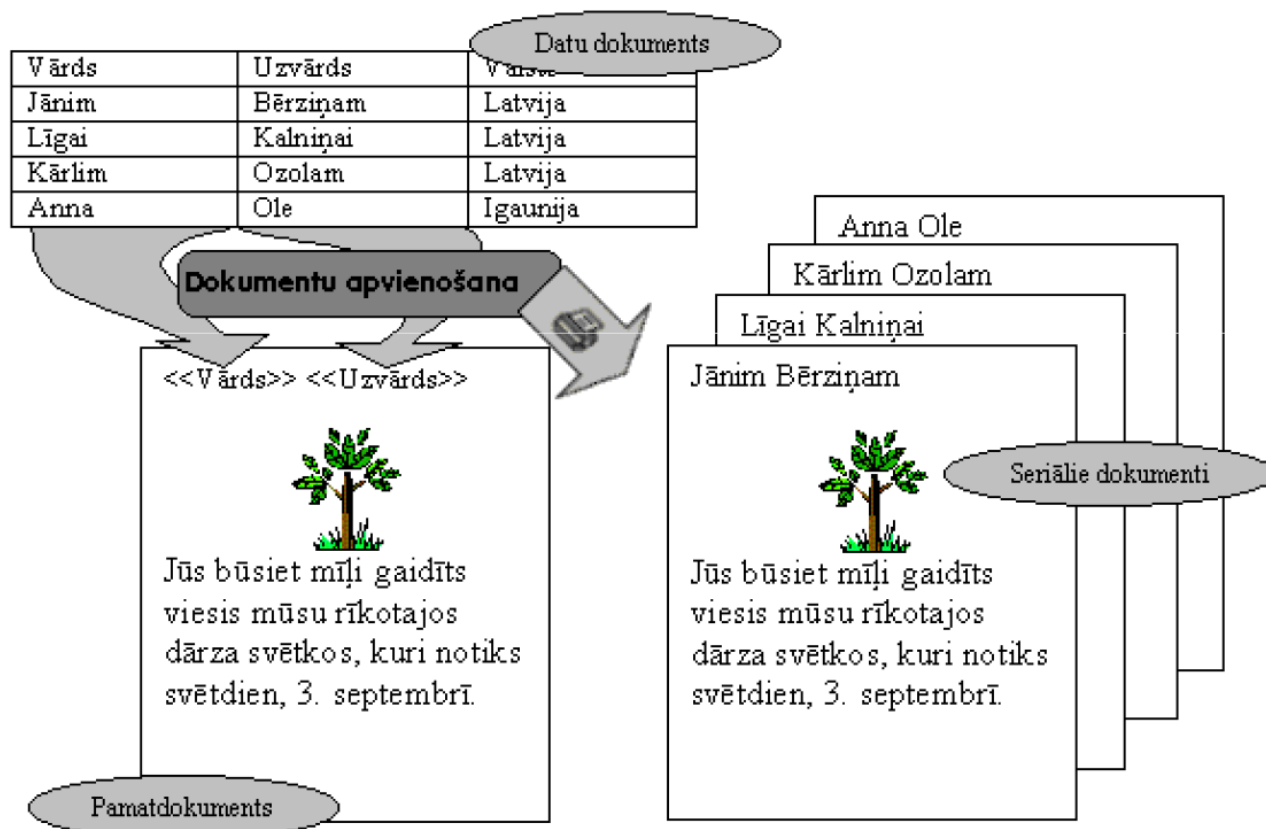 Datu dokuments
Vārds Uzvārds
Jānim Bērziņam Latvija
Līgai Kalniņai Latvija
Kārlim Ozolam Latvija
Anna Ole Igaunija
Dokumentu apvienošana
<<Vārds>> <<Uzvārds>>
Jūs būsiet mīļi gaidīts
viesis mūsu rīkotajos
dārza svētkos, kuri notiks
svētdien, 3. septembrī.
Pamatdokuments
Anna Ole
Kārlim Ozolam
Līgai Kalniņai
Jānim Bērziņam
Seriālie dokumenti
Jūs būsiet mīļi gaidīts
viesis mūsu rīkotajos
dārza svētkos, kuri notiks
svētdien, 3. septembrī.